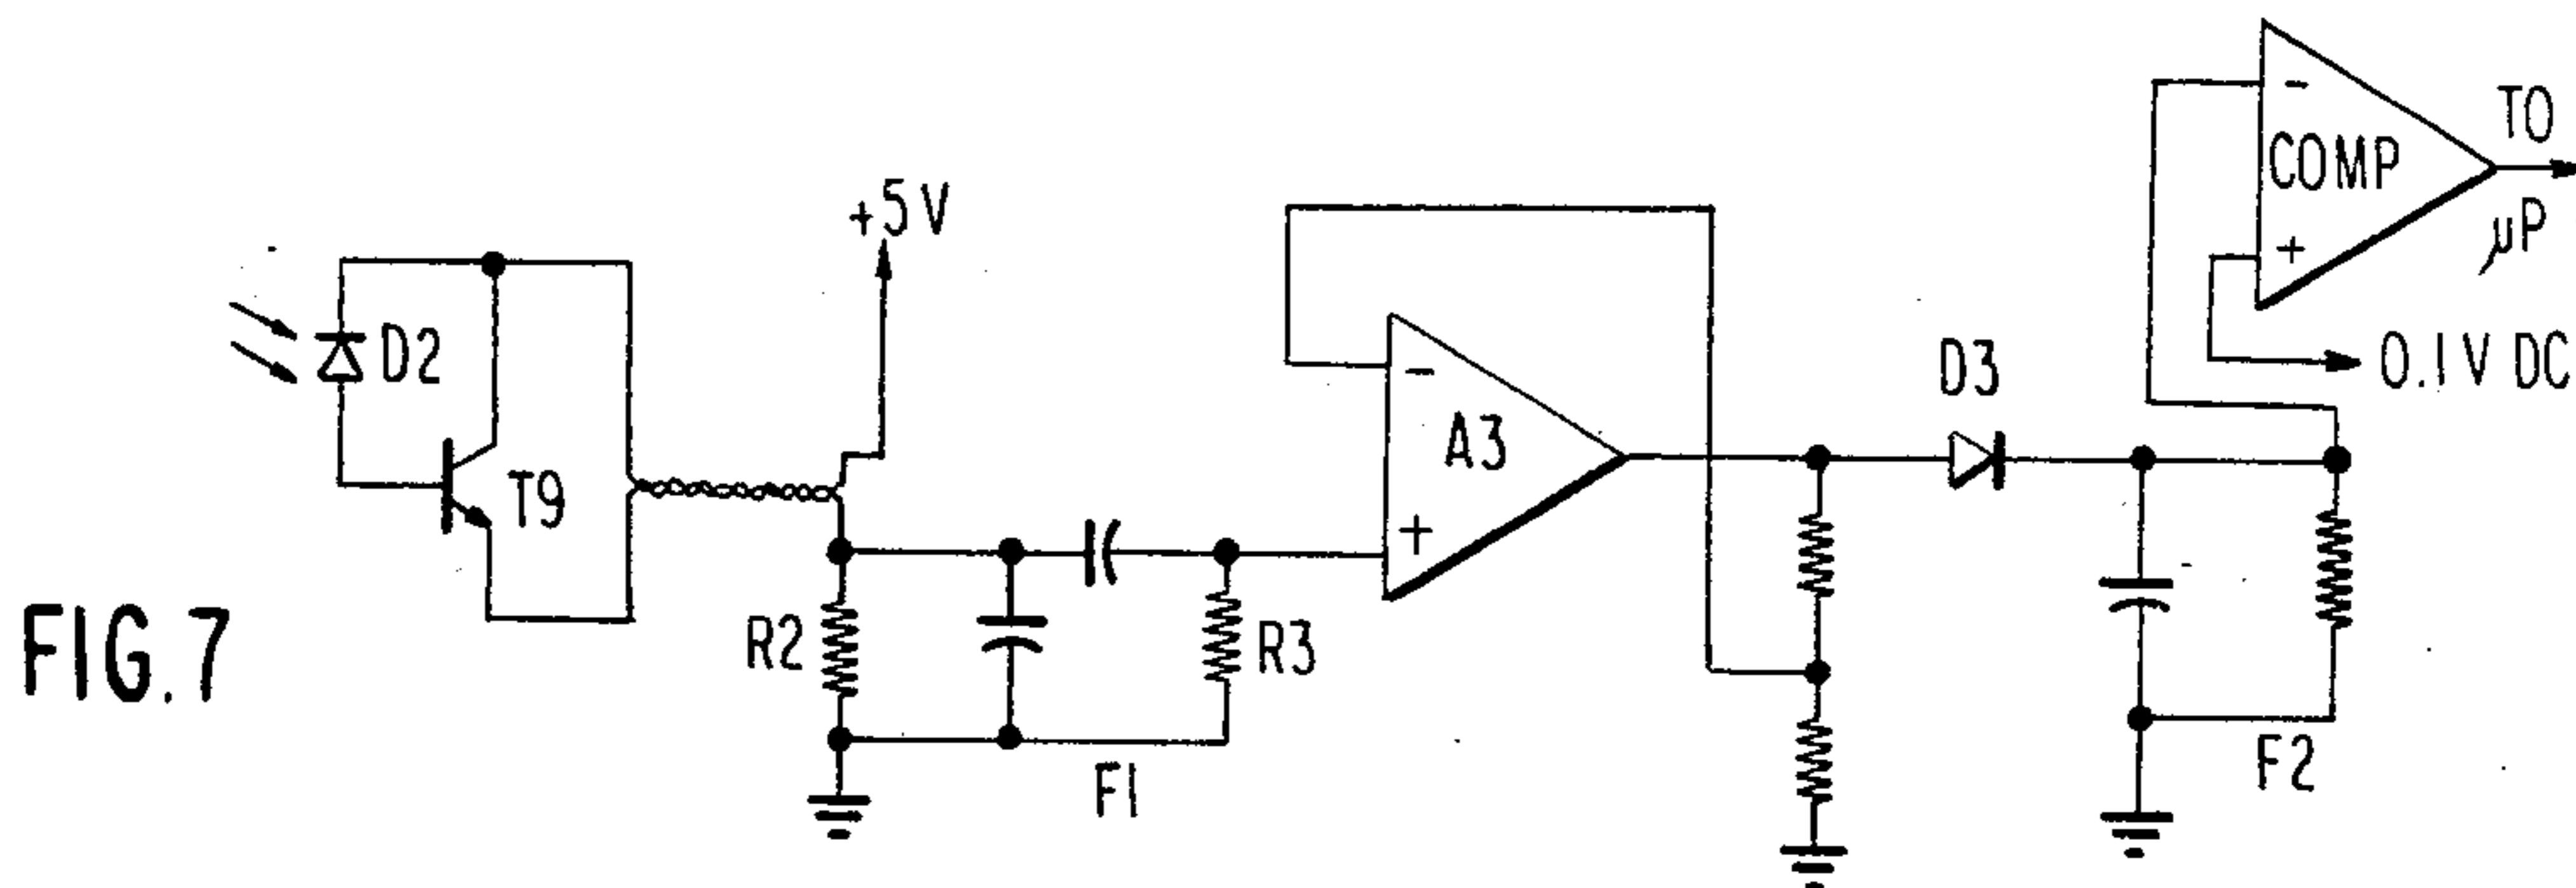 FIG.7
D2
T9
+5V
R2
F1
R3
-
A3
+
D3
-
COMP
+
TO
μP
0.1V DC
F2